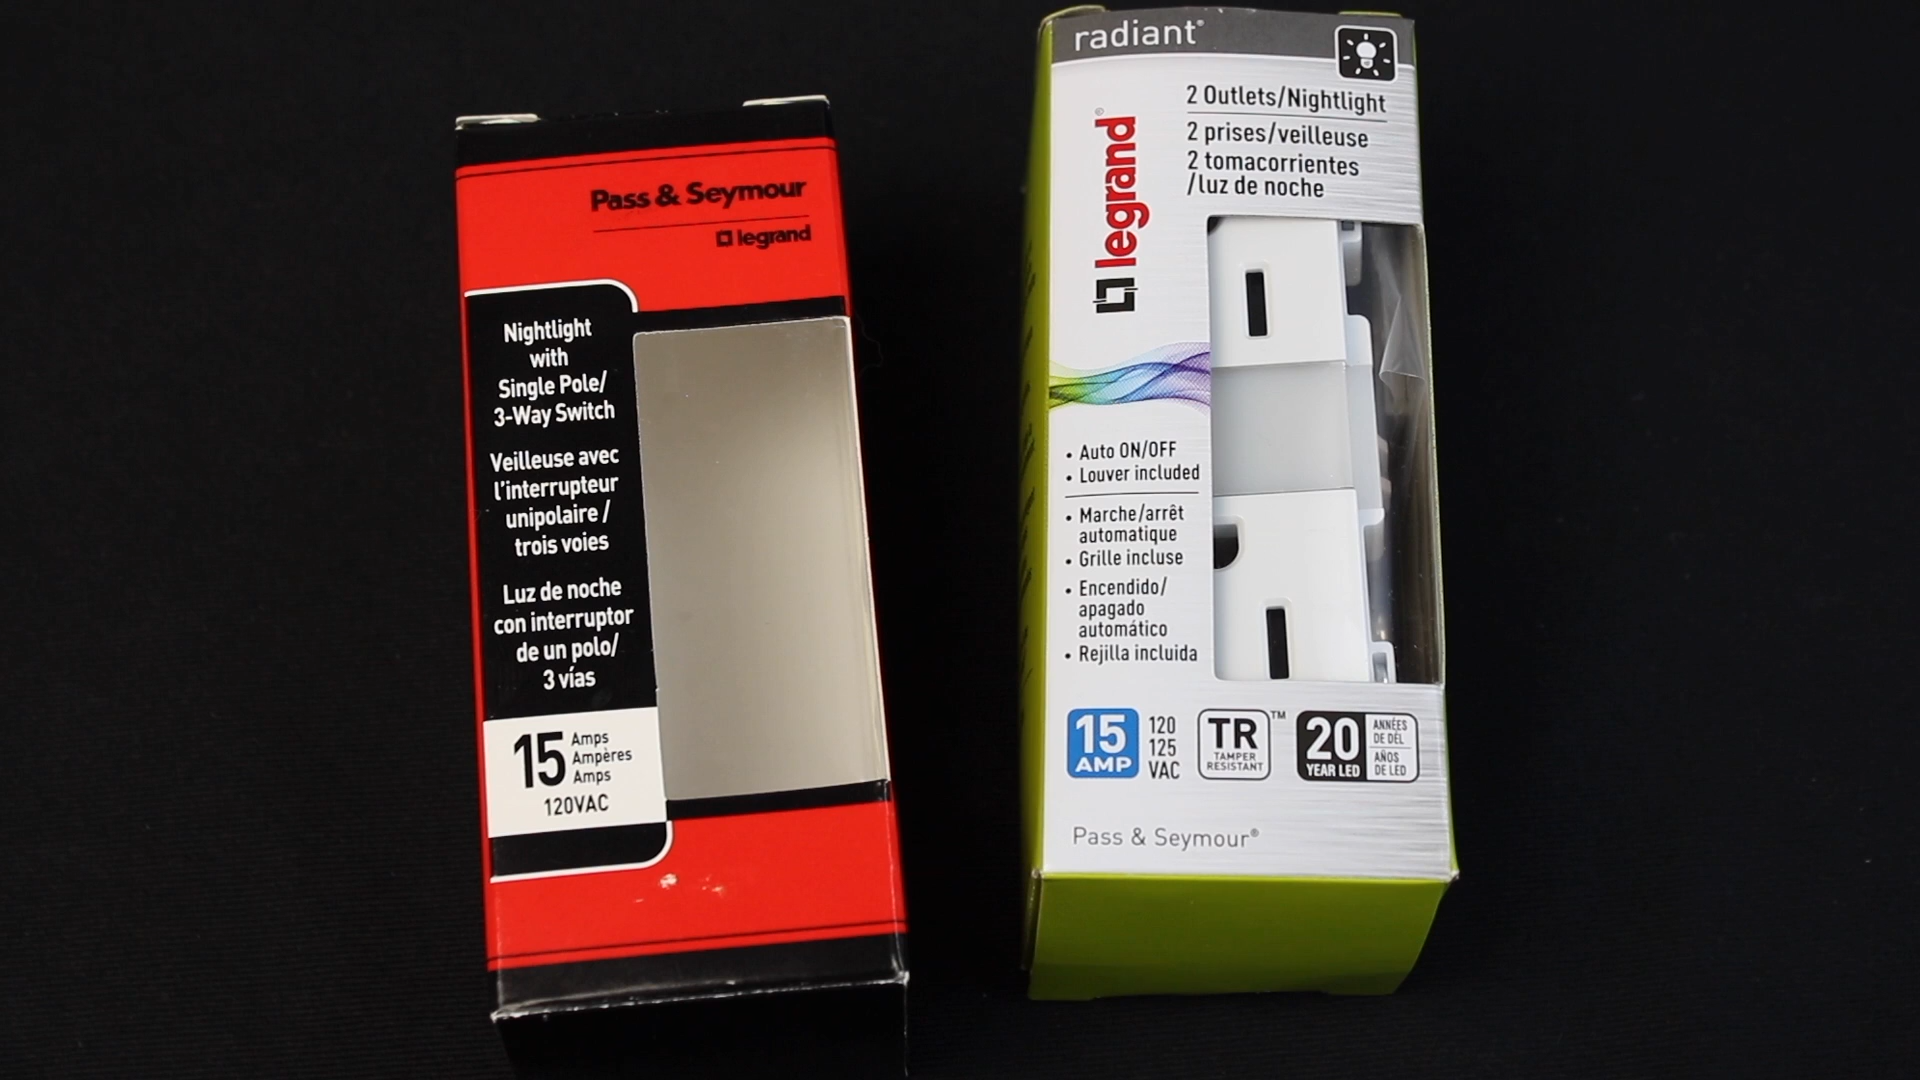 Pass & Seymour
legrand
Nightlight
with
Single Pole/
3-Way Switch
Veilleuse avec
l'interrupteur
unipolaire /
trois voies
Luz de noche
con interruptor
de un polo/
3 vías
15 Amps
Ampères
Amps
120VAC
radiant®
2 Outlets/Nightlight
2 prises/veilleuse
2 tomacorrientes
/luz de noche
legrand®
• Auto ON/OFF
• Louver included
• Marche/arrêt
automatique
• Grille incluse
• Encendido/
apagado
automático
• Rejilla incluida
15
AMP
120
125
VAC
TR™
TAMPER
RESISTANT
20
YEAR LED
ANNÉES
DE DEL
AÑOS
DE LED
Pass & Seymour®